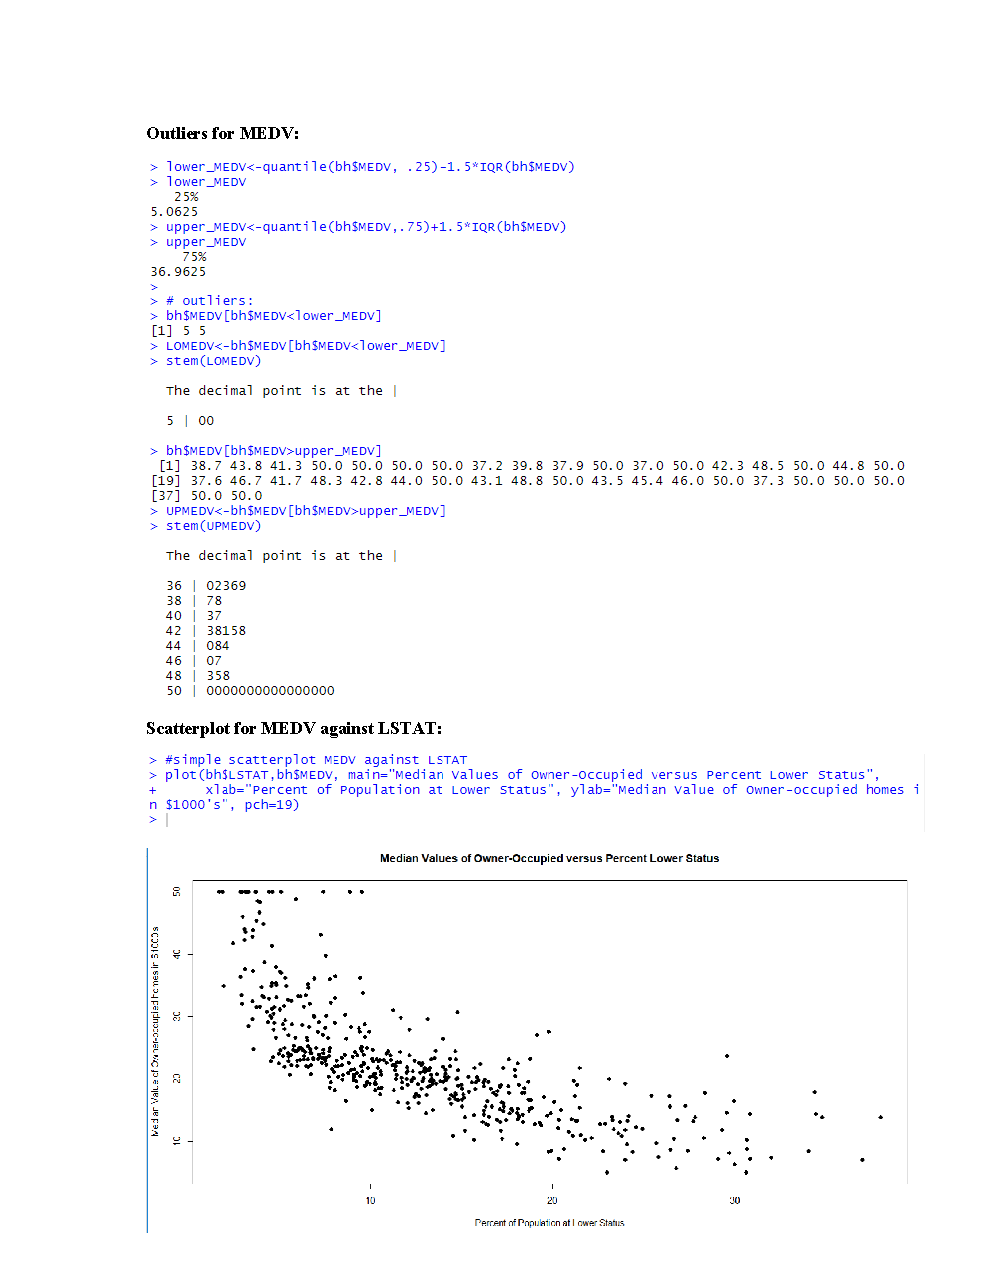 Outliers for MEDV:
> lower_MEDV<-quantile(bh$MEDV, .25)-1.5*IQR(bh$MEDV)
> lower_MEDV
25%
5.0625
> upper_MEDV<-quantile(bh$MEDV,.75)+1.5*IQR(bh$MEDV)
> upper_MEDV
75%
36.9625
>
> # outliers:
> bh$MEDV[bh$MEDV<lower_MEDV]
[1] 5 5
> LOMEDV<-bh$MEDV[bh$MEDV<lower_MEDV]
> stem(LOMEDV)
The decimal point is at the |
5 | 00
> bh$MEDV[bh$MEDV>upper_MEDV]
[1] 38.7 43.8 41.3 50.0 50.0 50.0 50.0 37.2 39.8 37.9 50.0 37.0 50.0 42.3 48.5 50.0 44.8 50.0
[19] 37.6 46.7 41.7 48.3 42.8 44.0 50.0 43.1 48.8 50.0 43.5 45.4 46.0 50.0 37.3 50.0 50.0 50.0
[37] 50.0 50.0
> UPMEDV<-bh$MEDV[bh$MEDV>upper_MEDV]
> stem(UPMEDV)
The decimal point is at the |
36 | 02369
38 | 78
40 | 37
42 | 38158
44 | 084
46 | 07
48 | 358
50 | 0000000000000000
Scatterplot for MEDV against LSTAT:
> #simple scatterplot MEDV against LSTAT
> plot(bh$LSTAT,bh$MEDV, main="Median Values of Owner-Occupied versus Percent Lower Status",
+ xlab="Percent of Population at Lower Status", ylab="Median Value of Owner-occupied homes i
n $1000's", pch=19)
> |
Median Values of Owner-Occupied versus Percent Lower Status
Median Value of Owner-occupied homes in $1000's
50
40
30
20
10
10 20 30
Percent of Population at Lower Status